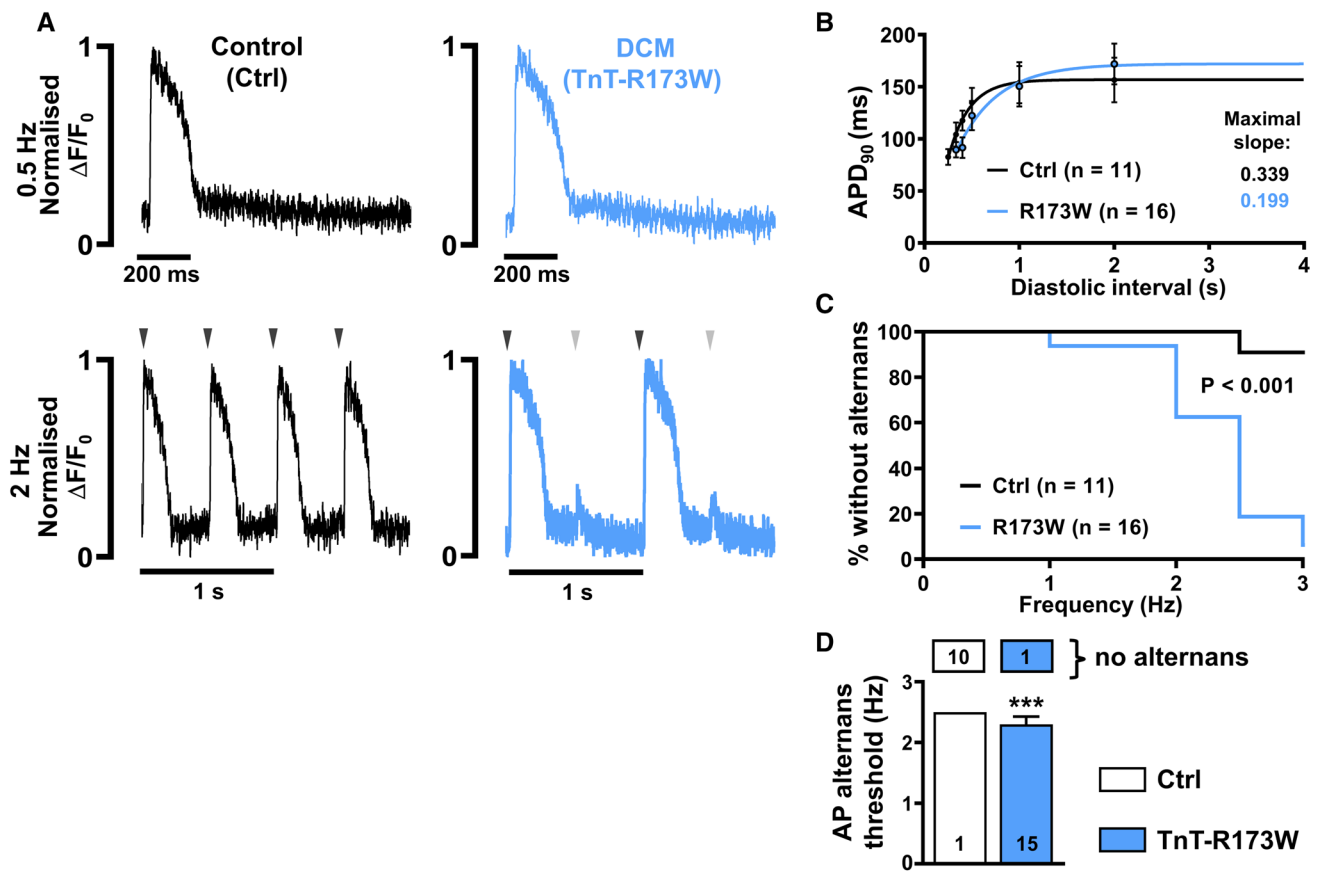 A
Control
(Ctrl)
DCM
(TnT-R173W)
0.5 Hz
Normalised
ΔF/F0
1
0
200 ms
1
0
200 ms
2 Hz
Normalised
ΔF/F0
1
0
1 s
1
0
1 s
B
APD90 (ms)
200
150
100
50
0
0
1
2
3
4
Diastolic interval (s)
Ctrl (n = 11)
R173W (n = 16)
Maximal
slope:
0.339
0.199
C
% without alternans
100
80
60
40
20
0
0
1
2
3
Frequency (Hz)
P < 0.001
Ctrl (n = 11)
R173W (n = 16)
D
10
1
no alternans
AP alternans
threshold (Hz)
3
2
1
0
***
1
15
Ctrl
TnT-R173W